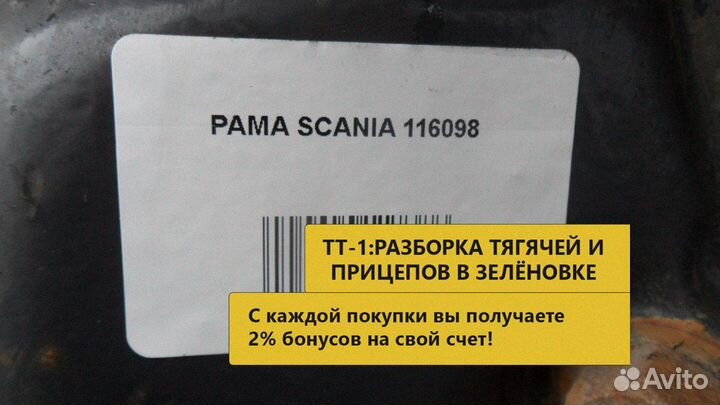 РАМА SCANIA 116098
ТТ-1:РАЗБОРКА ТЯГАЧЕЙ И
ПРИЦЕПОВ В ЗЕЛЁНОВКЕ
С каждой покупки вы получаете
2% бонусов на свой счет!
Avito